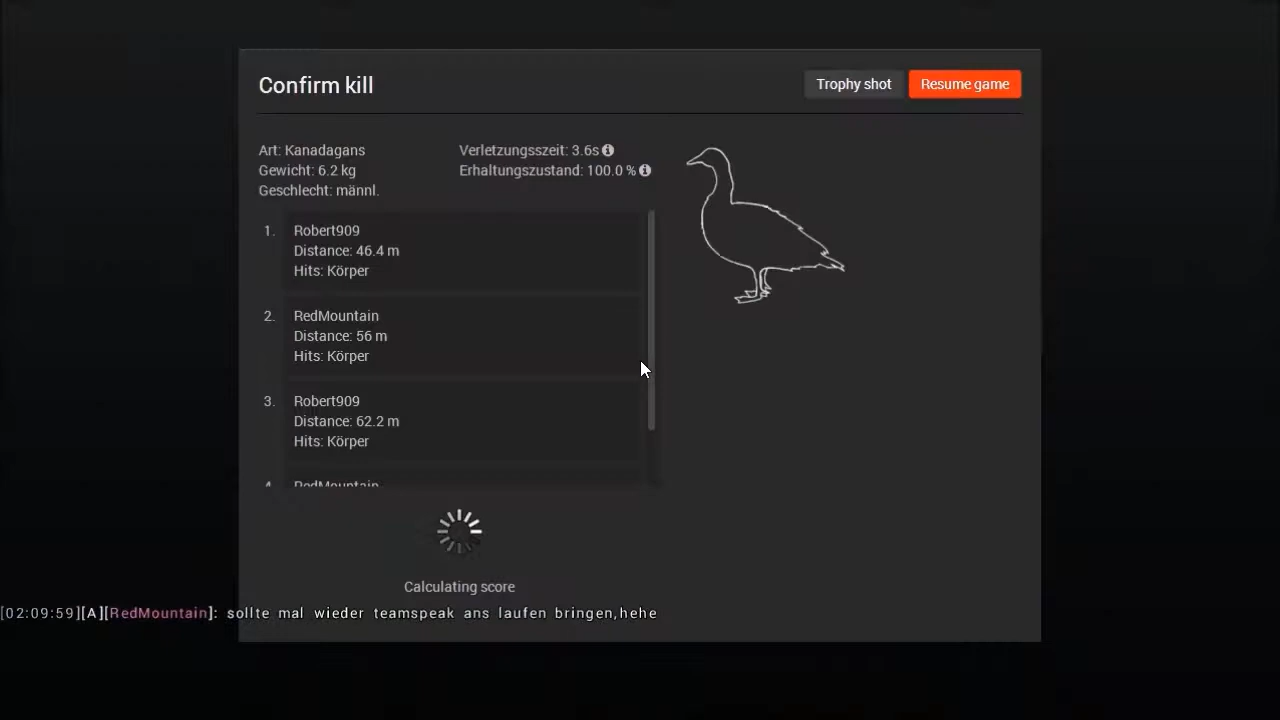 Confirm kill
Trophy shot
Resume game
Art: Kanadagans
Gewicht: 6.2 kg
Geschlecht: männl.
Verletzungsszeit: 3.6s
Erhaltungszustand: 100.0 %
1.
Robert909
Distance: 46.4 m
Hits: Körper
2.
RedMountain
Distance: 56 m
Hits: Körper
3.
Robert909
Distance: 62.2 m
Hits: Körper
4.
RedMountain
Calculating score
[02:09:59][A][RedMountain]: sollte mal wieder teamspeak ans laufen bringen,hehe